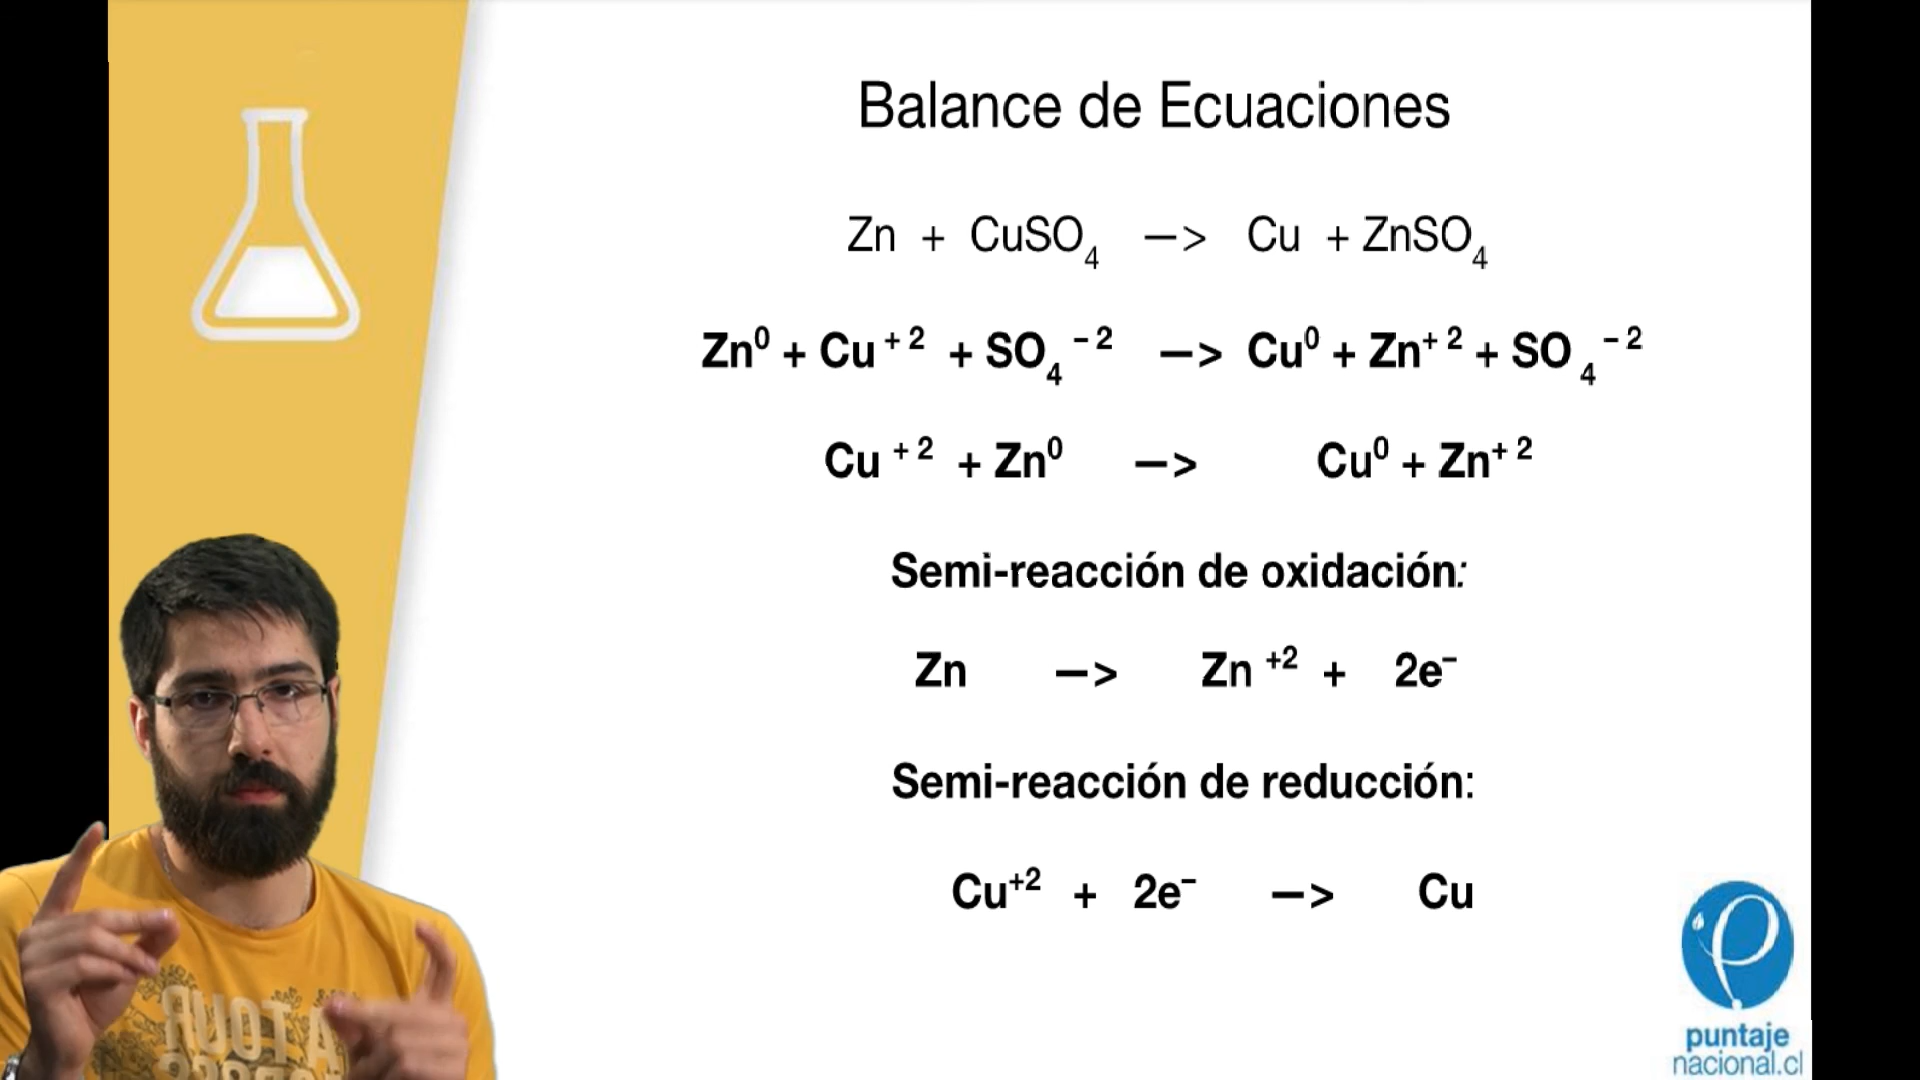 Balance de Ecuaciones
Zn + CuSO₄ —> Cu + ZnSO₄
Zn⁰ + Cu⁺² + SO₄⁻² —> Cu⁰ + Zn⁺² + SO₄⁻²
Cu⁺² + Zn⁰ —> Cu⁰ + Zn⁺²
Semi-reacción de oxidación:
Zn —> Zn⁺² + 2e⁻
Semi-reacción de reducción:
Cu⁺² + 2e⁻ —> Cu
puntaje
nacional.cl